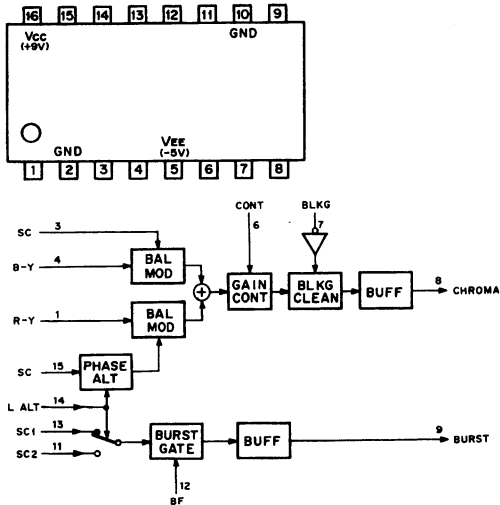 16 15 14 13 12 11 10 9
VCC GND
(+9V)
GND VEE
(-5V)
1 2 3 4 5 6 7 8
CONT BLKG
SC 3 6 7
B-Y 4 BAL
MOD
GAIN
CONT
BLKG
CLEAN
BUFF 8 CHROMA
R-Y 1 BAL
MOD
SC 15 PHASE
ALT
L ALT 14
SC1 13
SC2 11
BURST
GATE
BUFF 9 BURST
12
BF